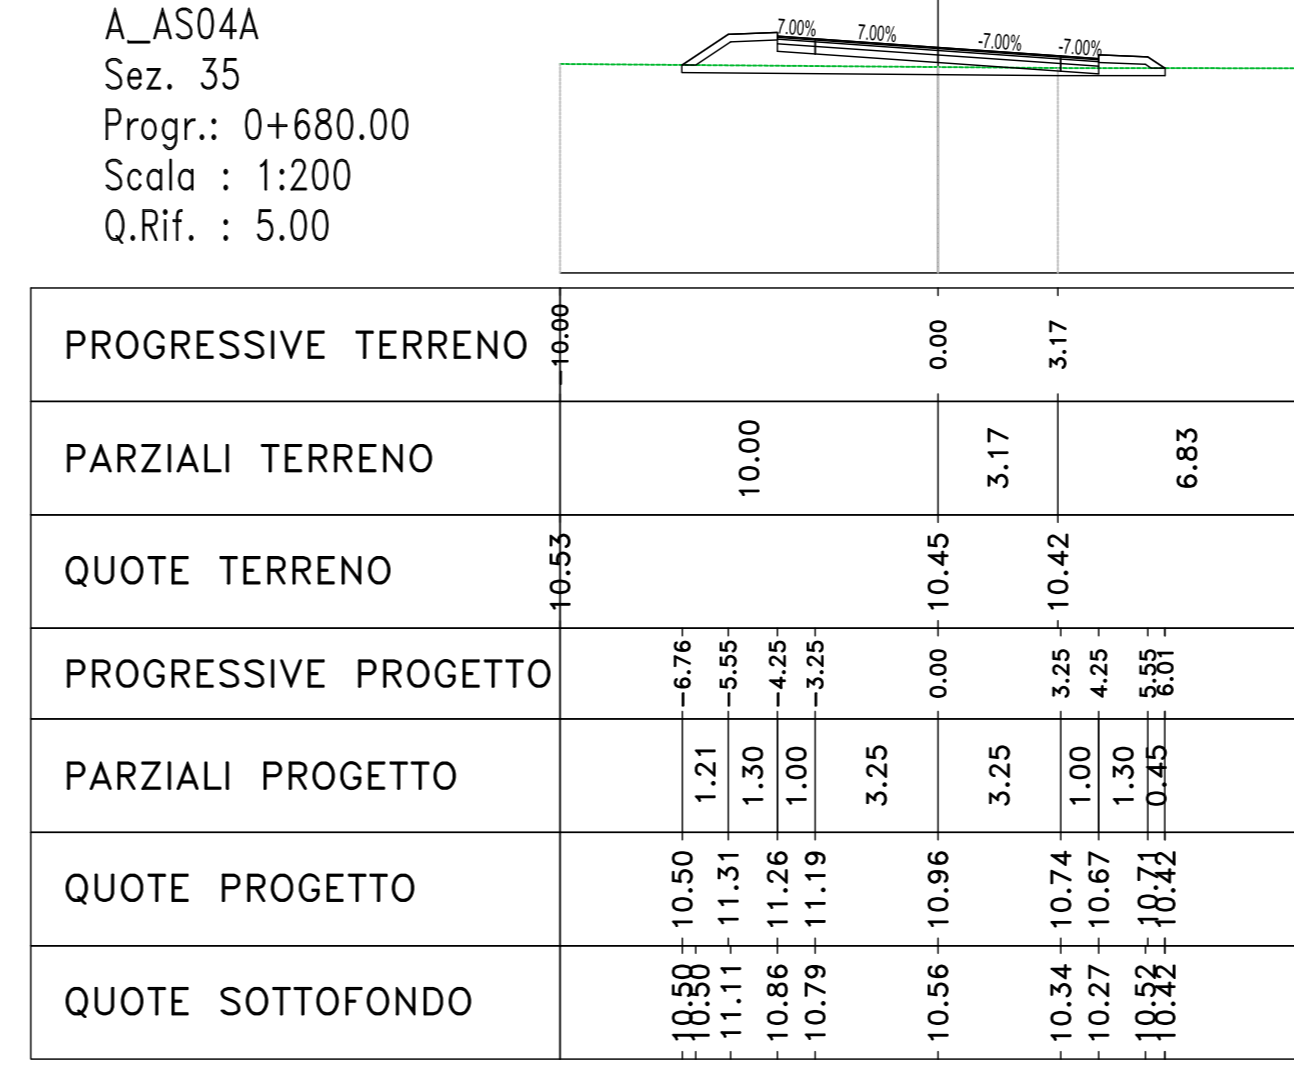 A_AS04A
Sez. 35
Progr.: 0+680.00
Scala : 1:200
Q.Rif. : 5.00
7.00% 7.00% -7.00% -7.00%
PROGRESSIVE TERRENO -10.00 0.00 3.17
PARZIALI TERRENO 10.00 3.17 6.83
QUOTE TERRENO 10.53 10.45 10.42
PROGRESSIVE PROGETTO -6.76 -5.55 -4.25 -3.25 0.00 3.25 4.25 5.55 6.01
PARZIALI PROGETTO 1.21 1.30 1.00 3.25 3.25 1.00 1.30 0.45
QUOTE PROGETTO 10.50 11.31 11.26 11.19 10.96 10.74 10.67 10.71 10.42
QUOTE SOTTOFONDO 10.50 10.50 11.11 10.86 10.79 10.56 10.34 10.27 10.52 10.42